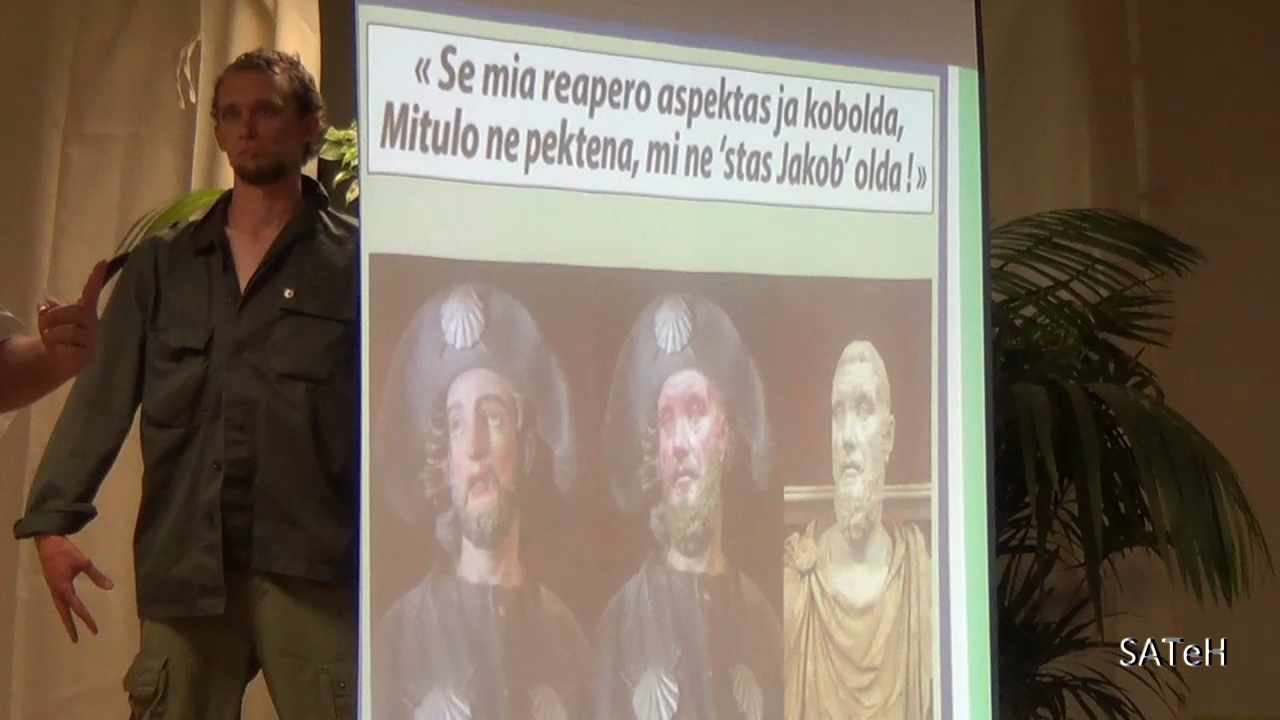 « Se mia reapero aspektas ja kobolda,
Mitulo ne pektena, mi ne ‘stas Jakob’ olda ! »
SATeH